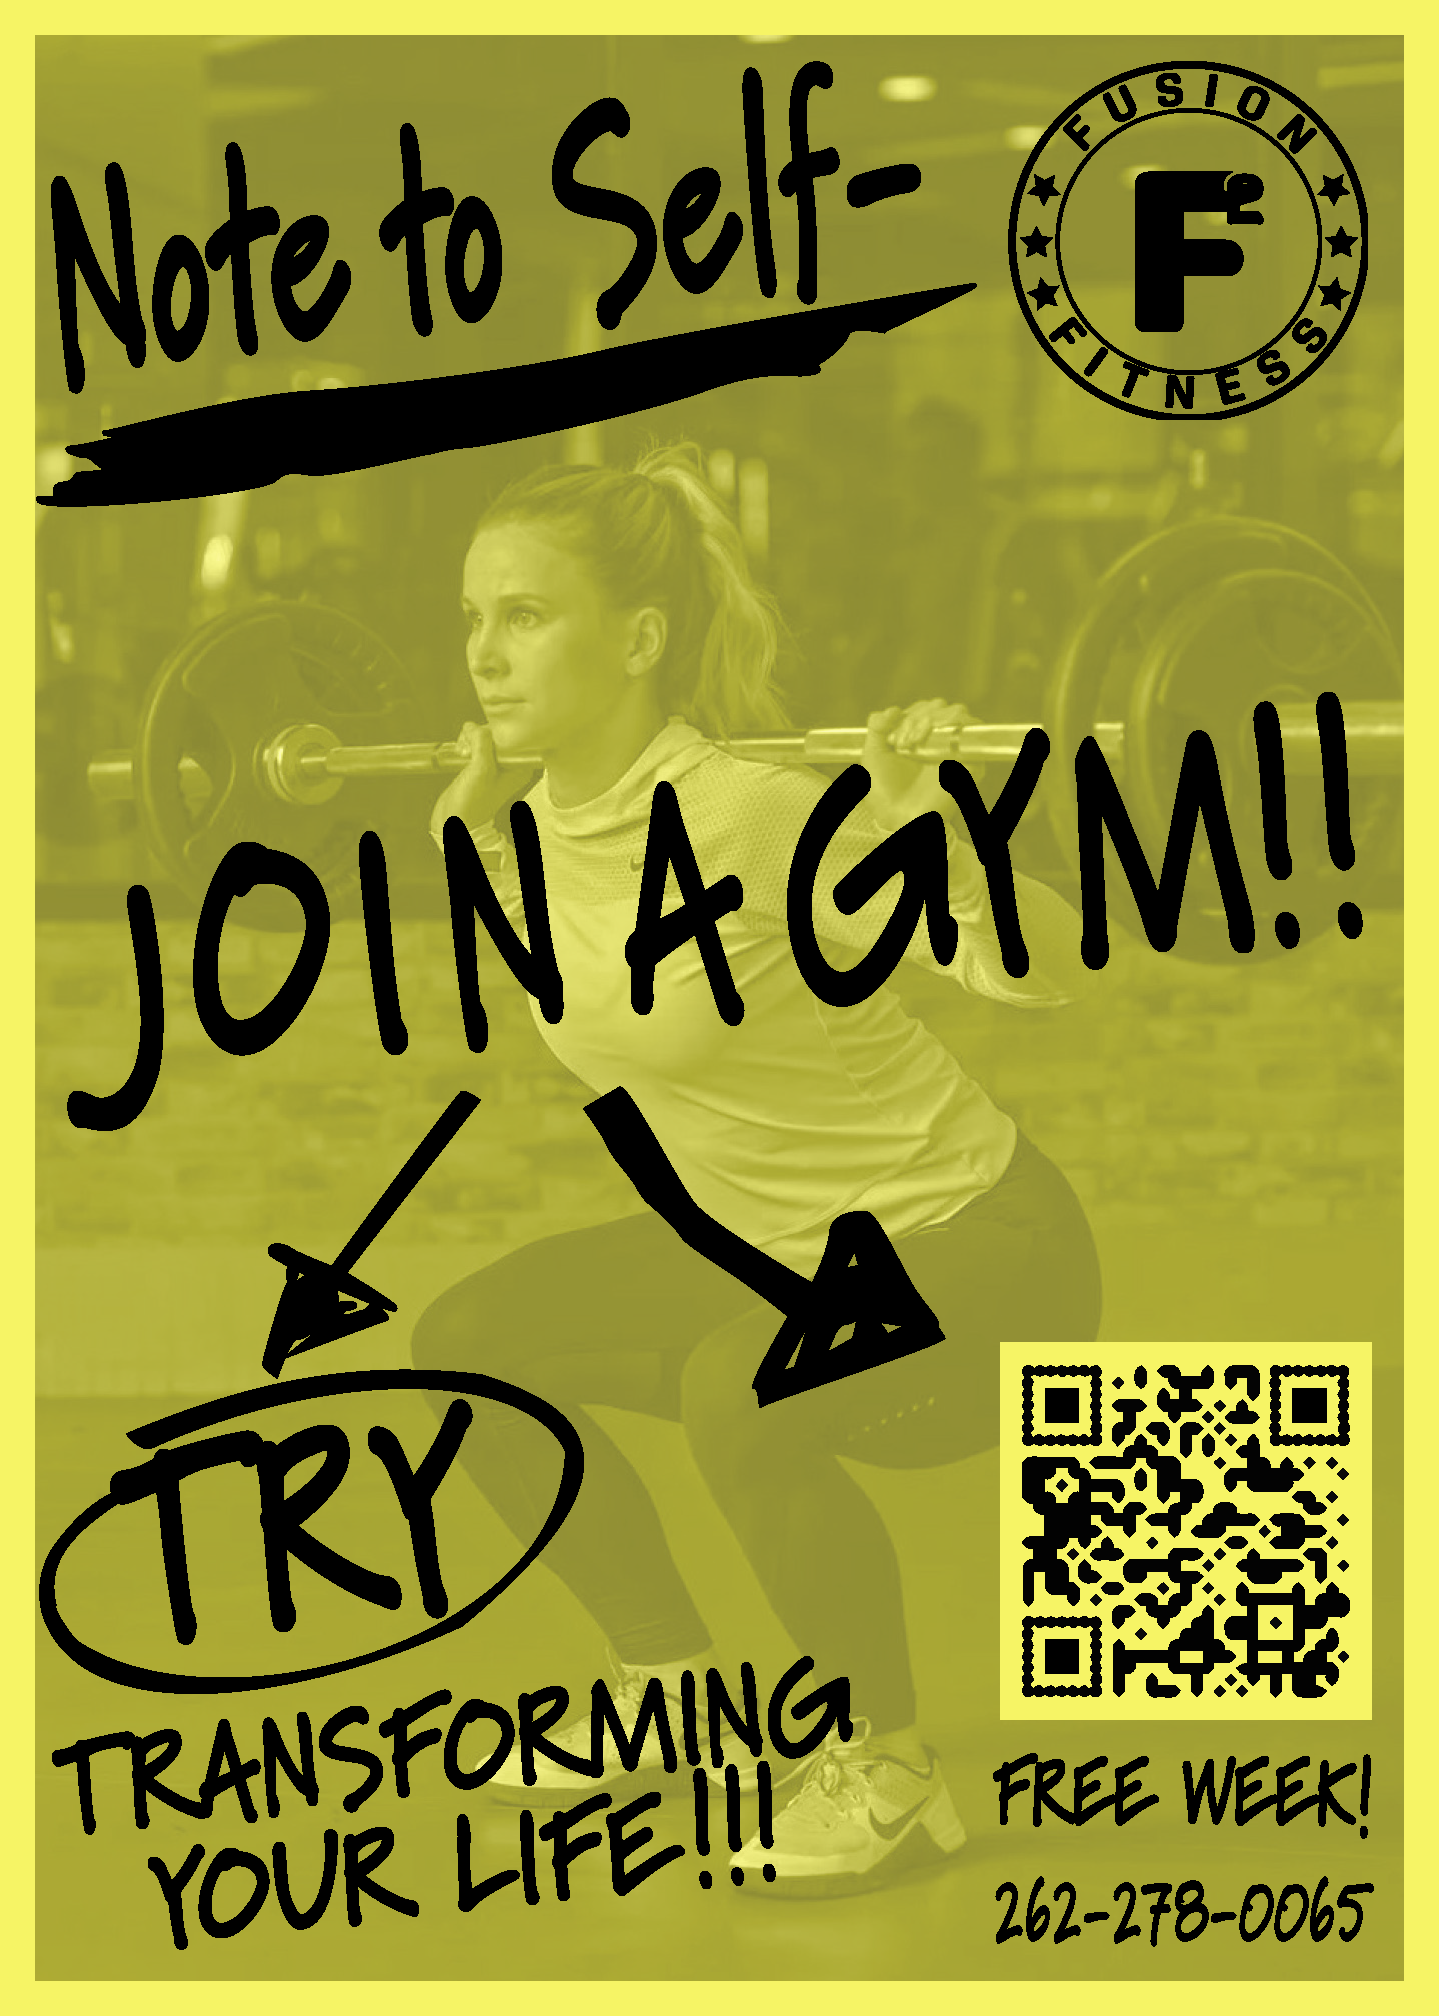 Note to Self-
FUSION
F2
FITNESS
JOIN A GYM!!
TRY
TRANSFORMING
YOUR LIFE!!!
FREE WEEK!
262-278-0065